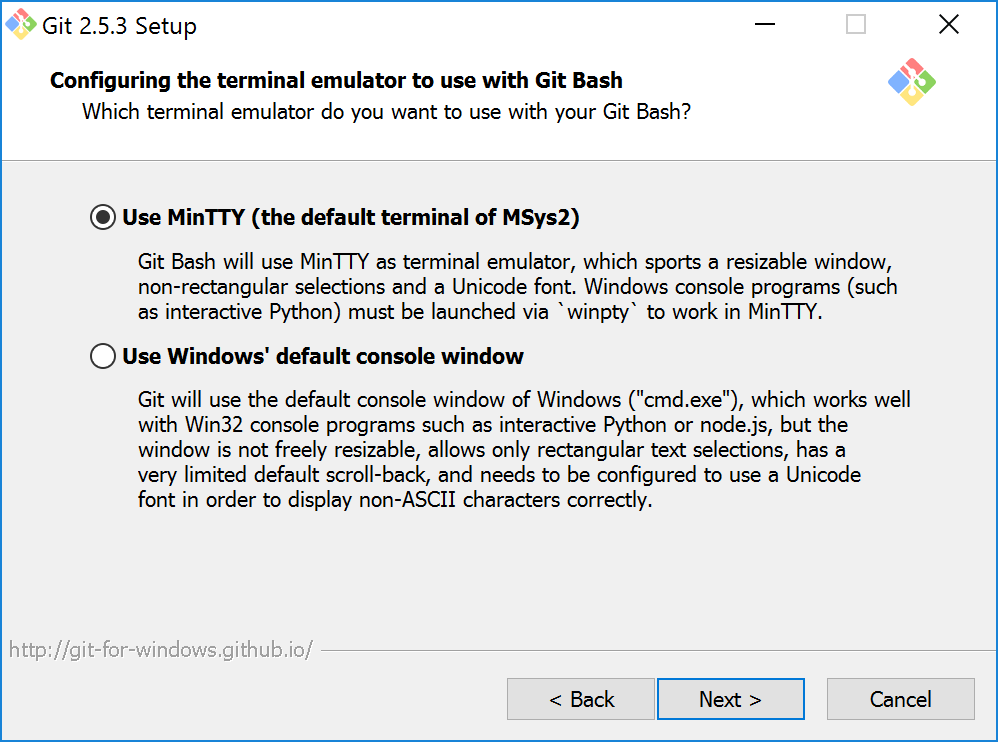 Git 2.5.3 Setup
Configuring the terminal emulator to use with Git Bash
Which terminal emulator do you want to use with your Git Bash?
Use MinTTY (the default terminal of MSys2)
Git Bash will use MinTTY as terminal emulator, which sports a resizable window,
non-rectangular selections and a Unicode font. Windows console programs (such
as interactive Python) must be launched via `winpty` to work in MinTTY.
Use Windows' default console window
Git will use the default console window of Windows ("cmd.exe"), which works well
with Win32 console programs such as interactive Python or node.js, but the
window is not freely resizable, allows only rectangular text selections, has a
very limited default scroll-back, and needs to be configured to use a Unicode
font in order to display non-ASCII characters correctly.
http://git-for-windows.github.io/
< Back
Next >
Cancel